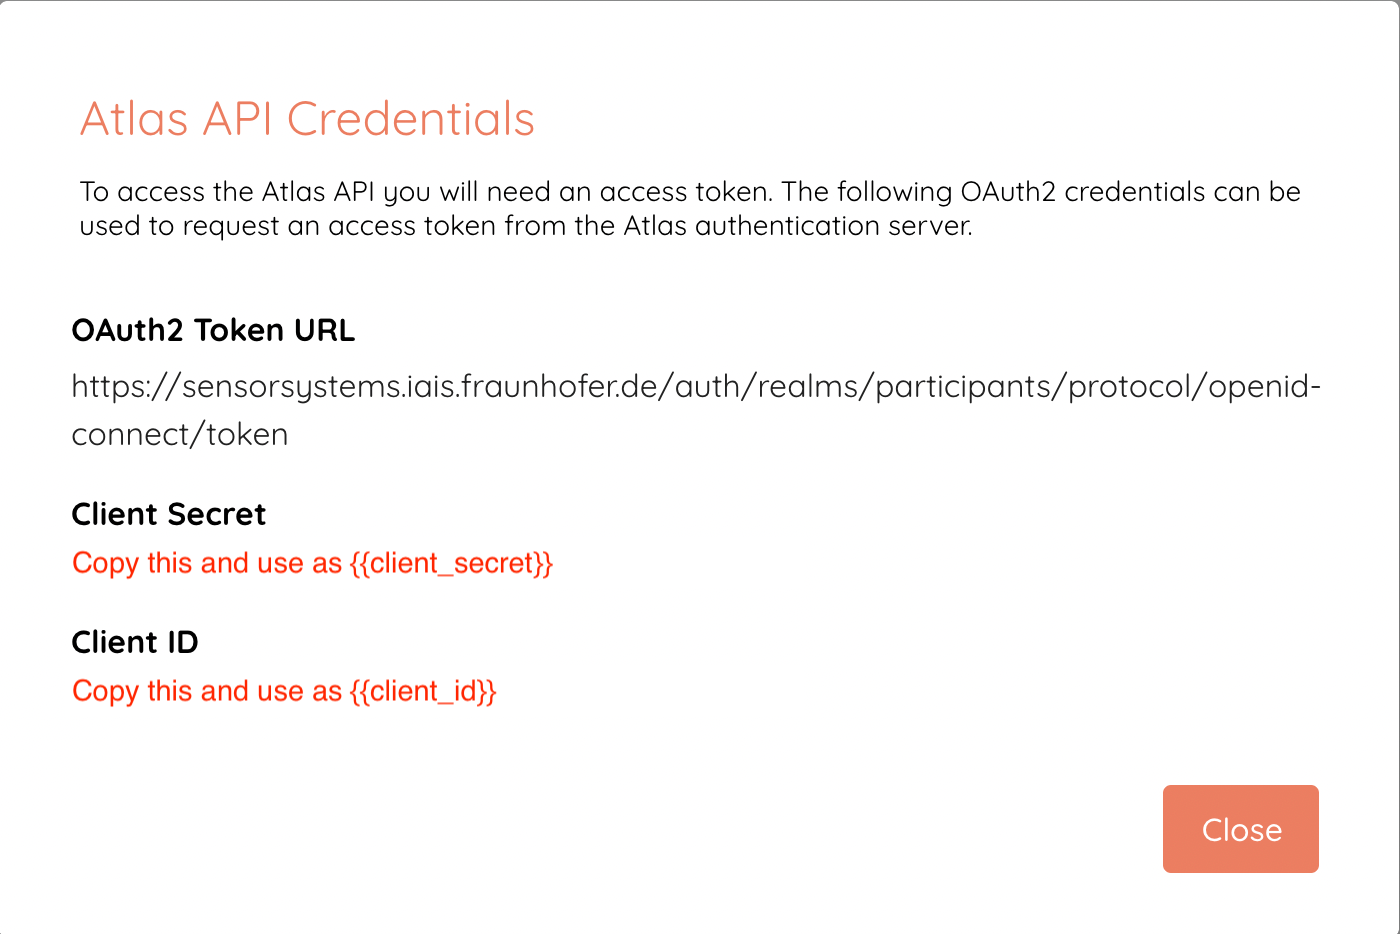 Atlas API Credentials
To access the Atlas API you will need an access token. The following OAuth2 credentials can be
used to request an access token from the Atlas authentication server.
OAuth2 Token URL
https://sensorsystems.iais.fraunhofer.de/auth/realms/participants/protocol/openid-
connect/token
Client Secret
Copy this and use as {{client_secret}}
Client ID
Copy this and use as {{client_id}}
Close